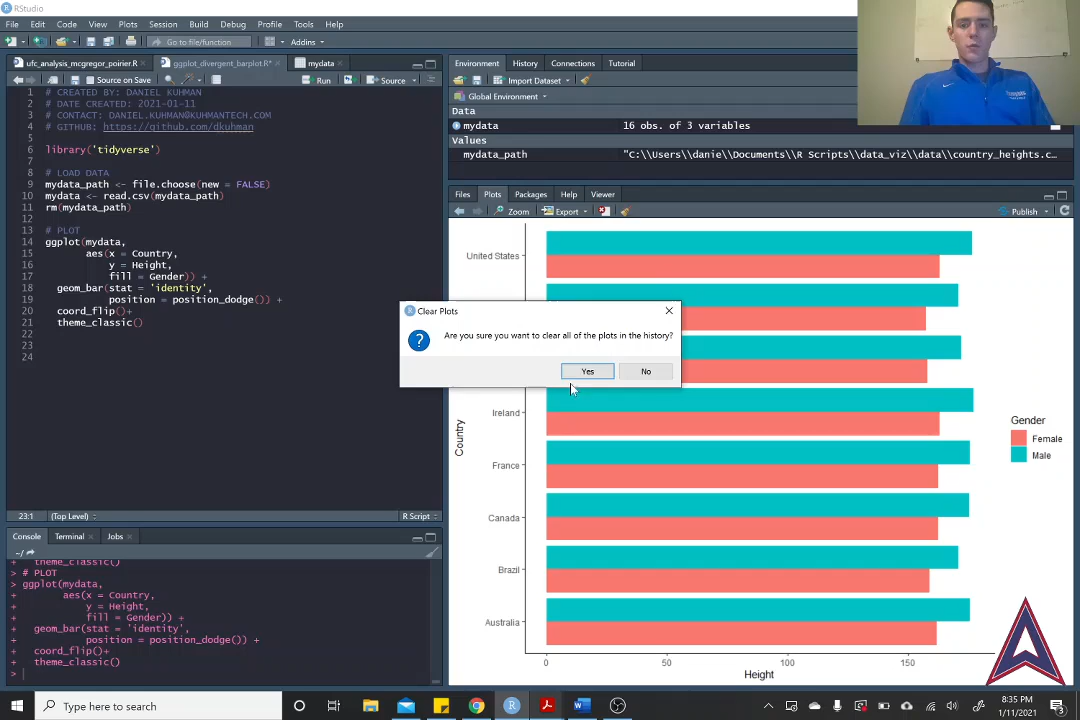 RStudio
File Edit Code View Plots Session Build Debug Profile Tools Help
Go to file/function Addins
ufc_analysis_mcgregor_poirier.R ggplot_divergent_barplot.R* mydata
Source on Save Run Source
1 # CREATED BY: DANIEL KUHMAN
2 # DATE CREATED: 2021-01-11
3 # CONTACT: DANIEL.KUHMAN@KUHMANTECH.COM
4 # GITHUB: https://github.com/dkuhman
5
6 library('tidyverse')
7
8 # LOAD DATA
9 mydata_path <- file.choose(new = FALSE)
10 mydata <- read.csv(mydata_path)
11 rm(mydata_path)
12
13 # PLOT
14 ggplot(mydata,
15 aes(x = Country,
16 y = Height,
17 fill = Gender)) +
18 geom_bar(stat = 'identity',
19 position = position_dodge()) +
20 coord_flip()+
21 theme_classic()
22
23
24
23:1 (Top Level) R Script
Console Terminal Jobs
~/
+ theme_classic()
> # PLOT
> ggplot(mydata,
+ aes(x = Country,
+ y = Height,
+ fill = Gender)) +
+ geom_bar(stat = 'identity',
+ position = position_dodge()) +
+ coord_flip()+
+ theme_classic()
>
Environment History Connections Tutorial
Import Dataset
Global Environment
Data
mydata 16 obs. of 3 variables
Values
mydata_path "C:\\Users\\danie\\Documents\\R Scripts\\data_viz\\data\\country_heights.c…
Files Plots Packages Help Viewer
Zoom Export Publish
United States
Ireland
France
Canada
Brazil
Australia
Country
0 50 100 150
Height
Gender
Female
Male
Clear Plots
Are you sure you want to clear all of the plots in the history?
Yes No
Type here to search
8:35 PM
1/11/2021
3